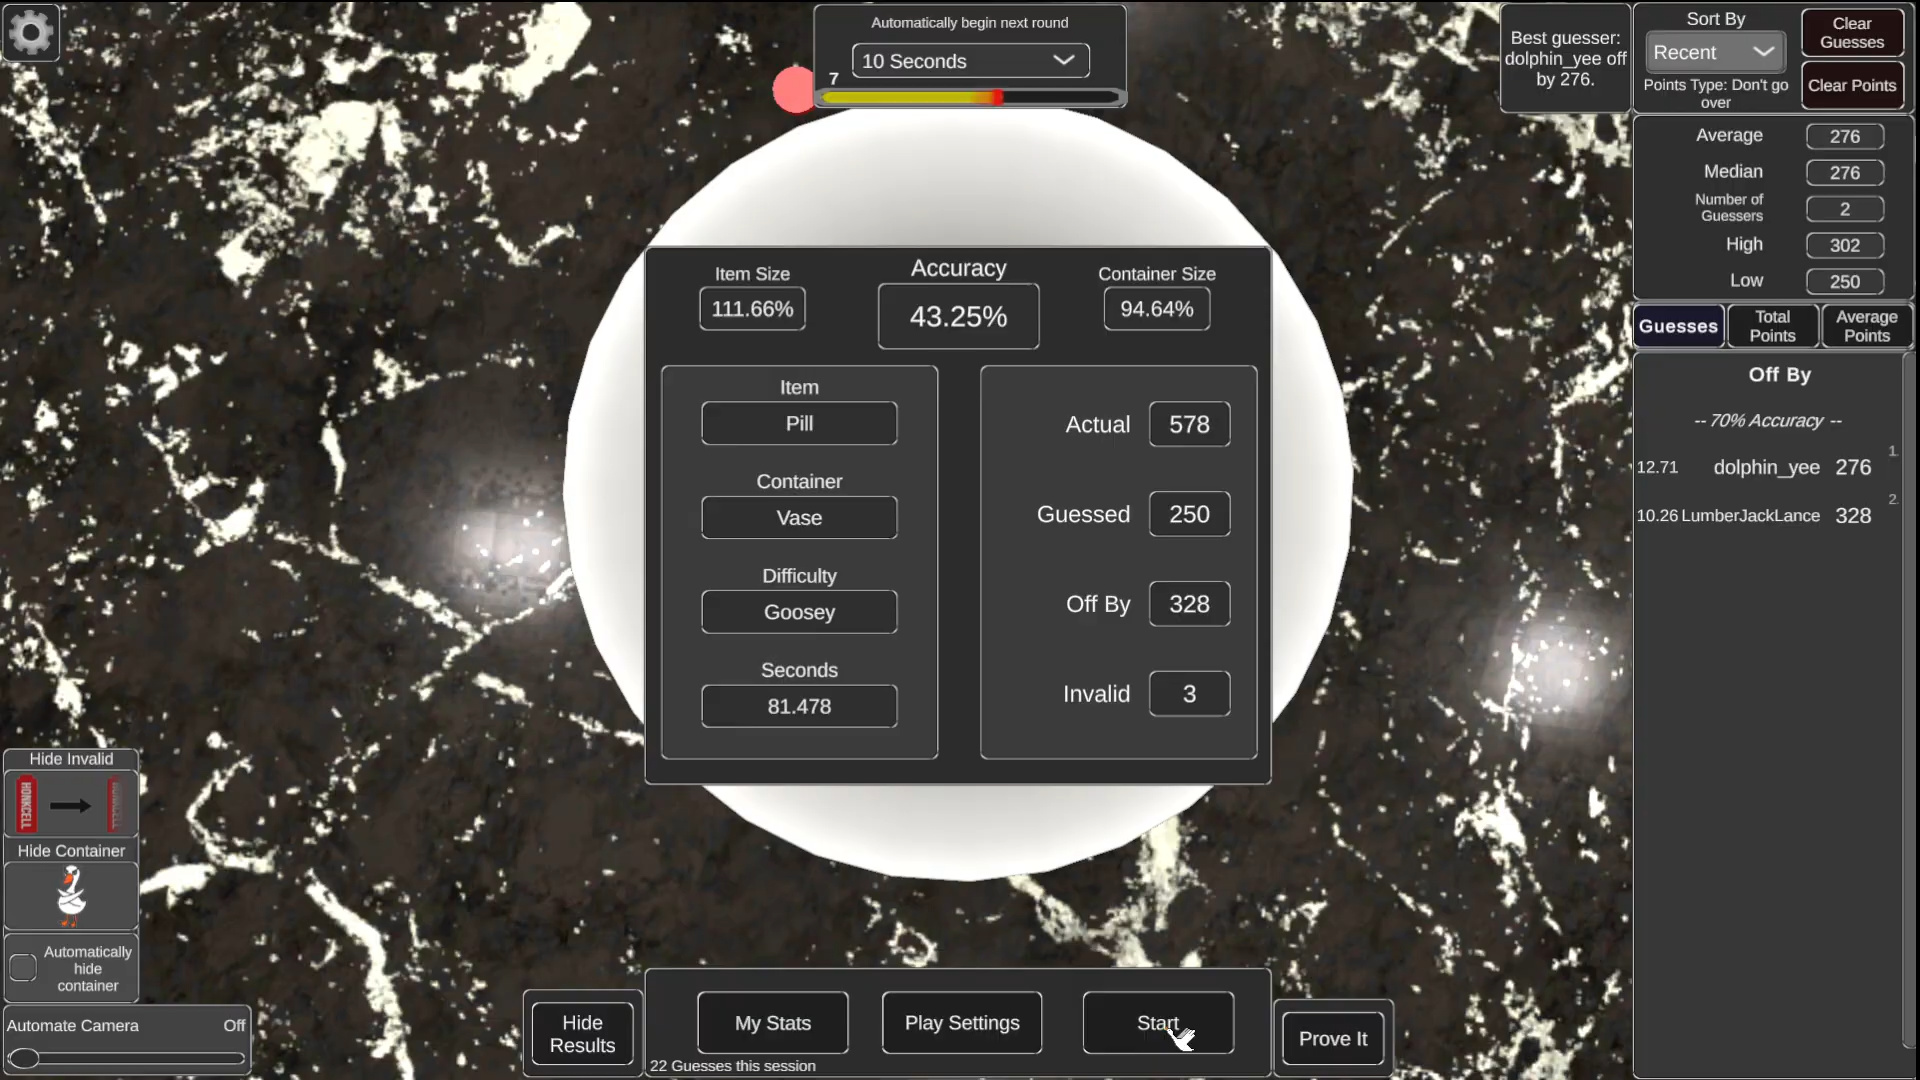 Automatically begin next round
10 Seconds
7
Best guesser:
dolphin_yee off
by 276.
Sort By
Recent
Points Type: Don't go
over
Clear
Guesses
Clear Points
Average 276
Median 276
Number of
Guessers
2
High 302
Low 250
Guesses
Total
Points
Average
Points
Off By
-- 70% Accuracy --
1.
12.71 dolphin_yee 276
2.
10.26 LumberJackLance 328
Item Size
111.66%
Accuracy
43.25%
Container Size
94.64%
Item
Pill
Container
Vase
Difficulty
Goosey
Seconds
81.478
Actual 578
Guessed 250
Off By 328
Invalid 3
Hide Invalid
HONKCELL
HONKCELL
Hide Container
Automatically
hide
container
Automate Camera Off
Hide
Results
My Stats
Play Settings
Start
Prove It
22 Guesses this session